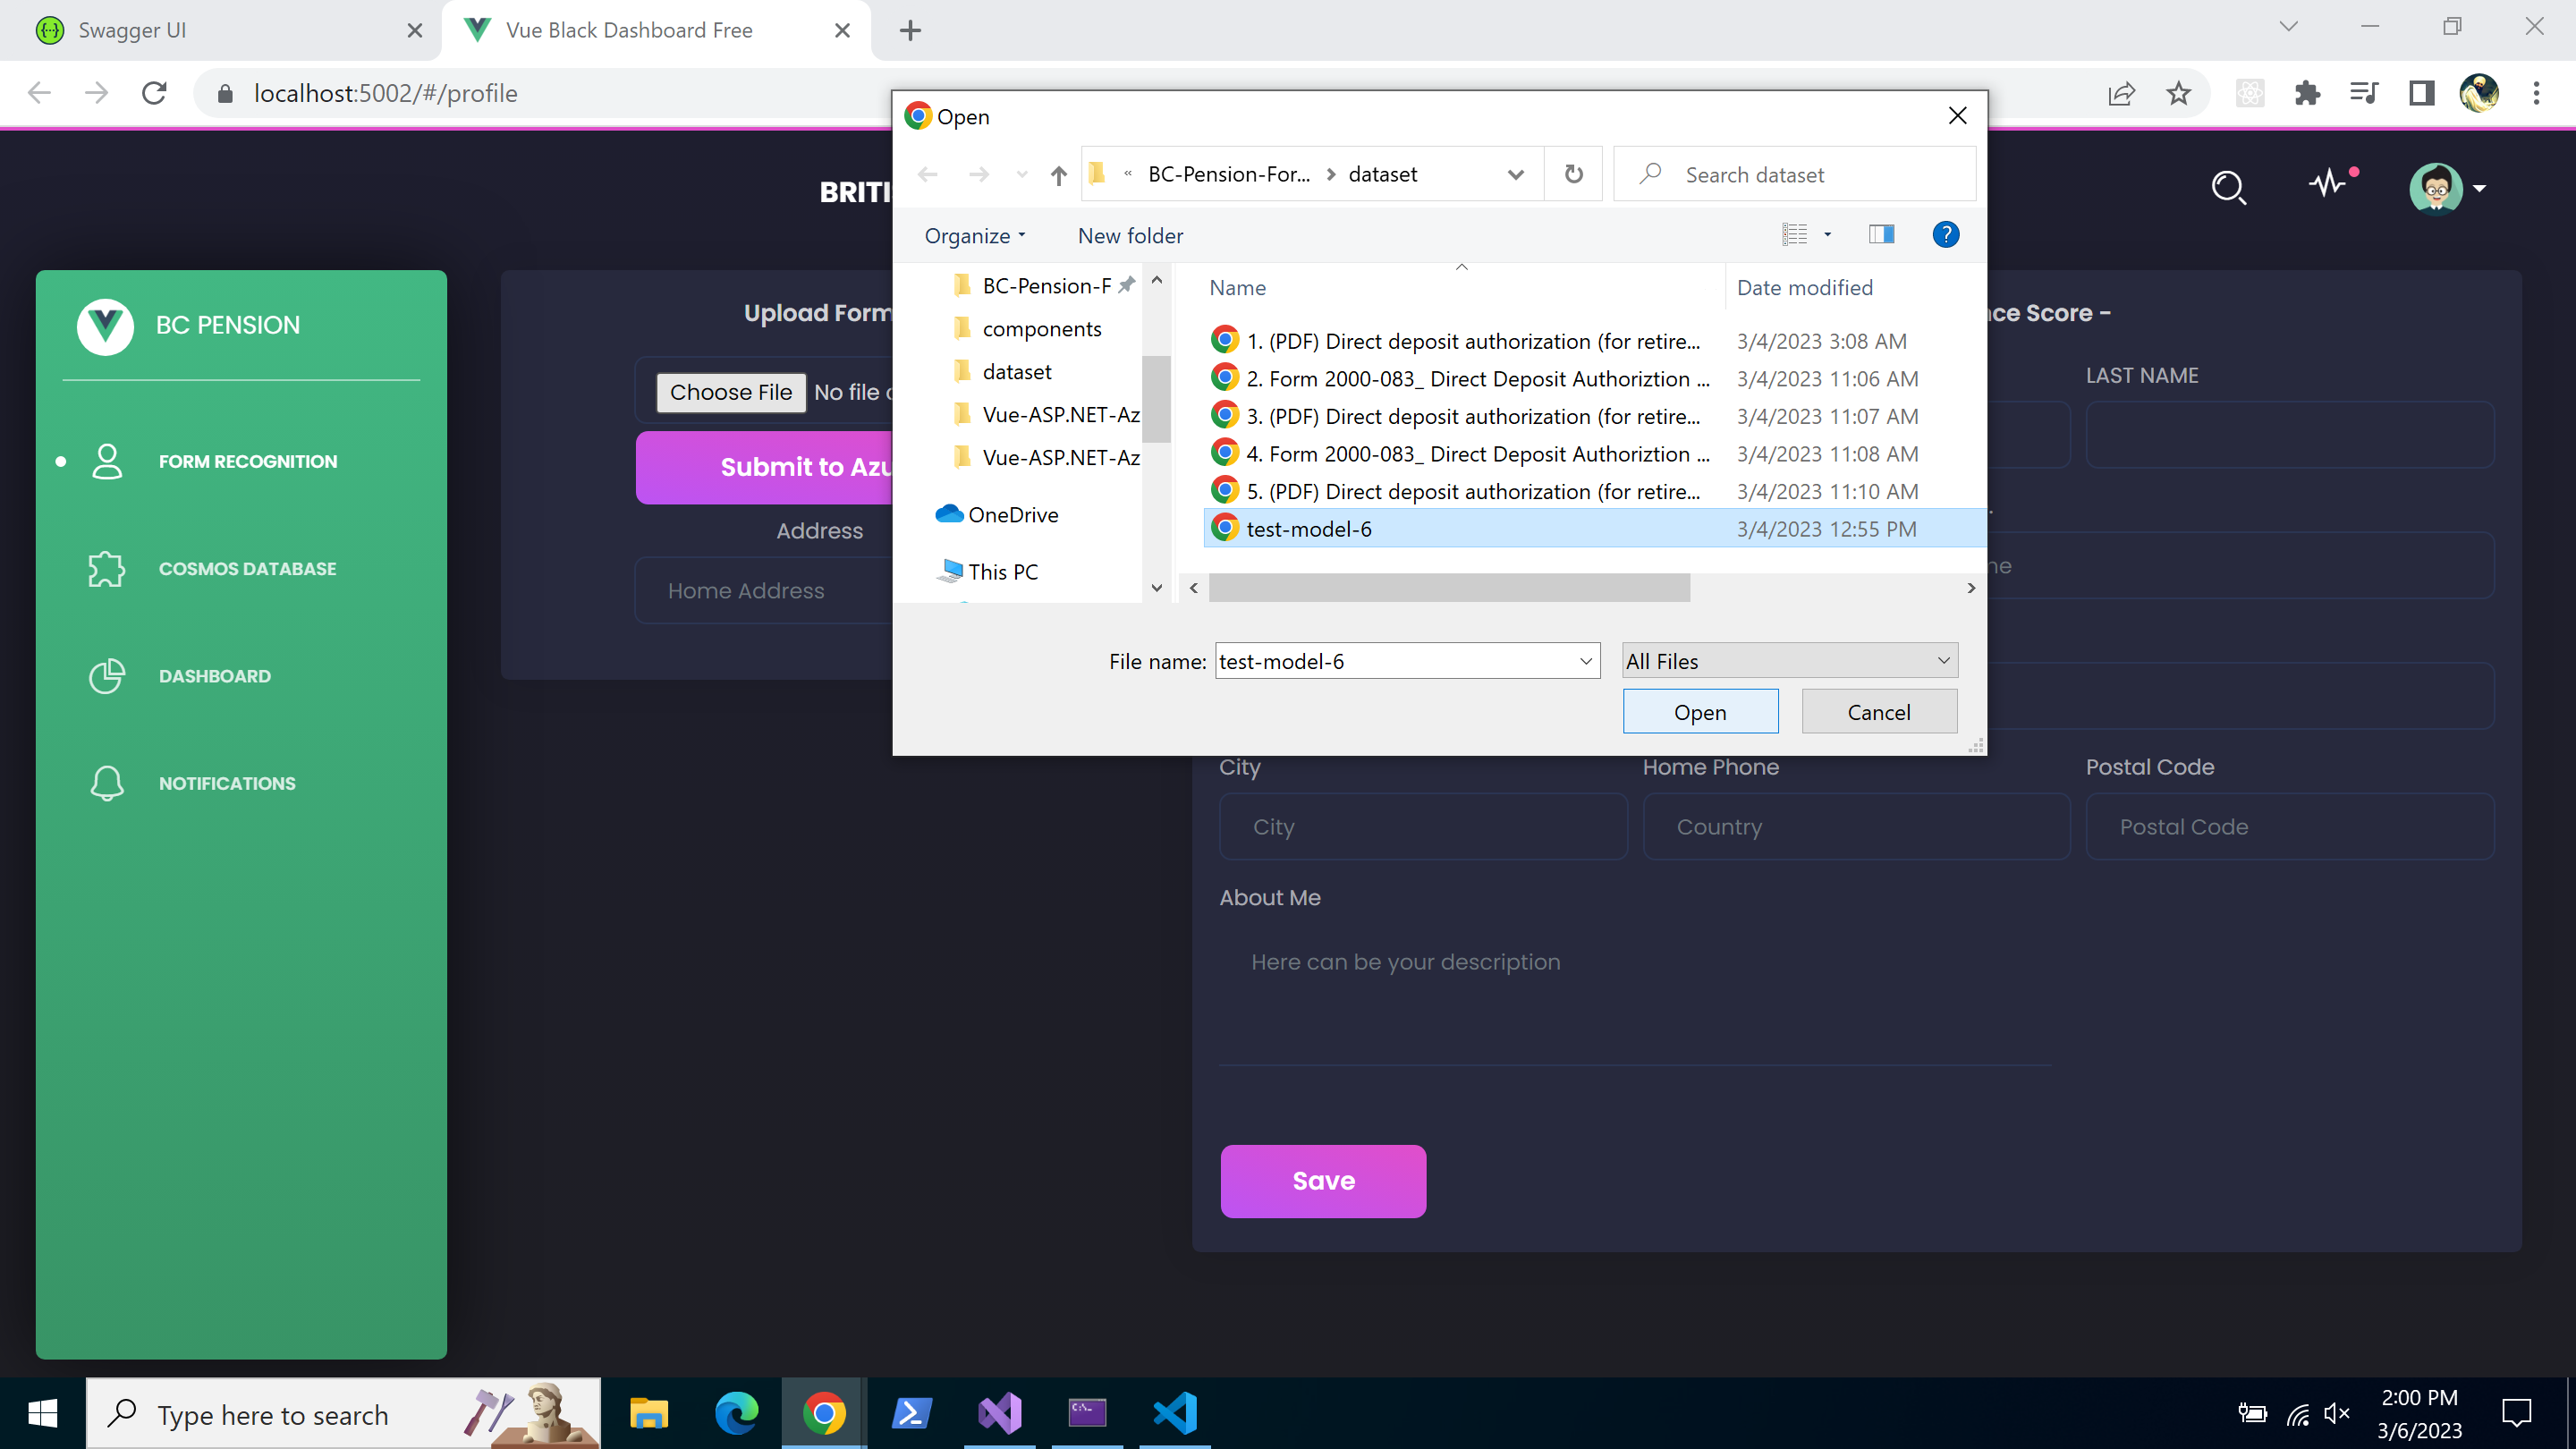 Swagger UI
Vue Black Dashboard Free
localhost:5002/#/profile
BRITI
BC PENSION
FORM RECOGNITION
COSMOS DATABASE
DASHBOARD
NOTIFICATIONS
Upload Form
Choose File No file
Submit to Azu
Address
Home Address
Open
« BC-Pension-For... > dataset
Search dataset
Organize
New folder
BC-Pension-F
components
dataset
Vue-ASP.NET-Az
Vue-ASP.NET-Az
OneDrive
This PC
Name Date modified
1. (PDF) Direct deposit authorization (for retire... 3/4/2023 3:08 AM
2. Form 2000-083_ Direct Deposit Authoriztion ... 3/4/2023 11:06 AM
3. (PDF) Direct deposit authorization (for retire... 3/4/2023 11:07 AM
4. Form 2000-083_ Direct Deposit Authoriztion ... 3/4/2023 11:08 AM
5. (PDF) Direct deposit authorization (for retire... 3/4/2023 11:10 AM
test-model-6 3/4/2023 12:55 PM
File name: test-model-6
All Files
Open
Cancel
nce Score -
LAST NAME
me
City
Home Phone
Postal Code
City
Country
Postal Code
About Me
Here can be your description
Save
Type here to search
2:00 PM
3/6/2023